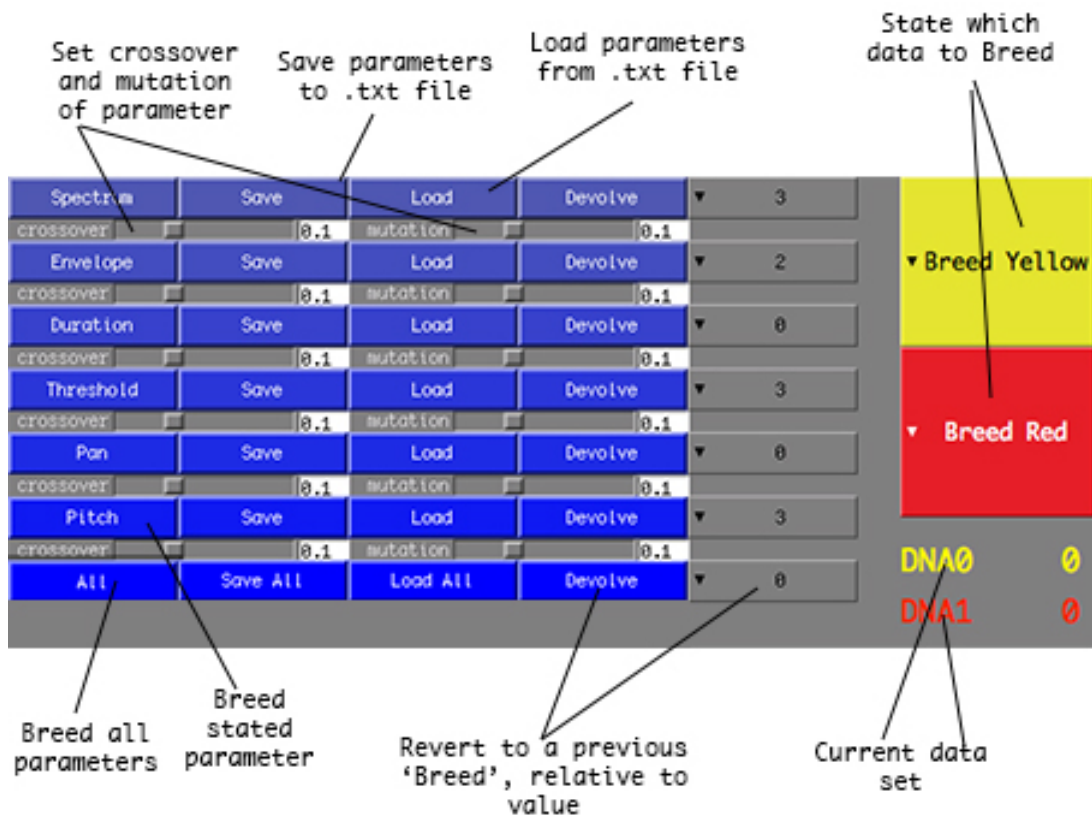 Set crossover
and mutation
of parameter
Save parameters
to .txt file
Load parameters
from .txt file
State which
data to Breed
Spectrum Save Load Devolve 3
crossover 0.1 mutation 0.1
Envelope Save Load Devolve 2
crossover 0.1 mutation 0.1
Duration Save Load Devolve 0
crossover 0.1 mutation 0.1
Threshold Save Load Devolve 3
crossover 0.1 mutation 0.1
Pan Save Load Devolve 0
crossover 0.1 mutation 0.1
Pitch Save Load Devolve 3
crossover 0.1 mutation 0.1
All Save All Load All Devolve 0
Breed Yellow
Breed Red
DNA0 0
DNA1 0
Breed all
parameters
Breed
stated
parameter
Revert to a previous
‘Breed’, relative to
value
Current data
set